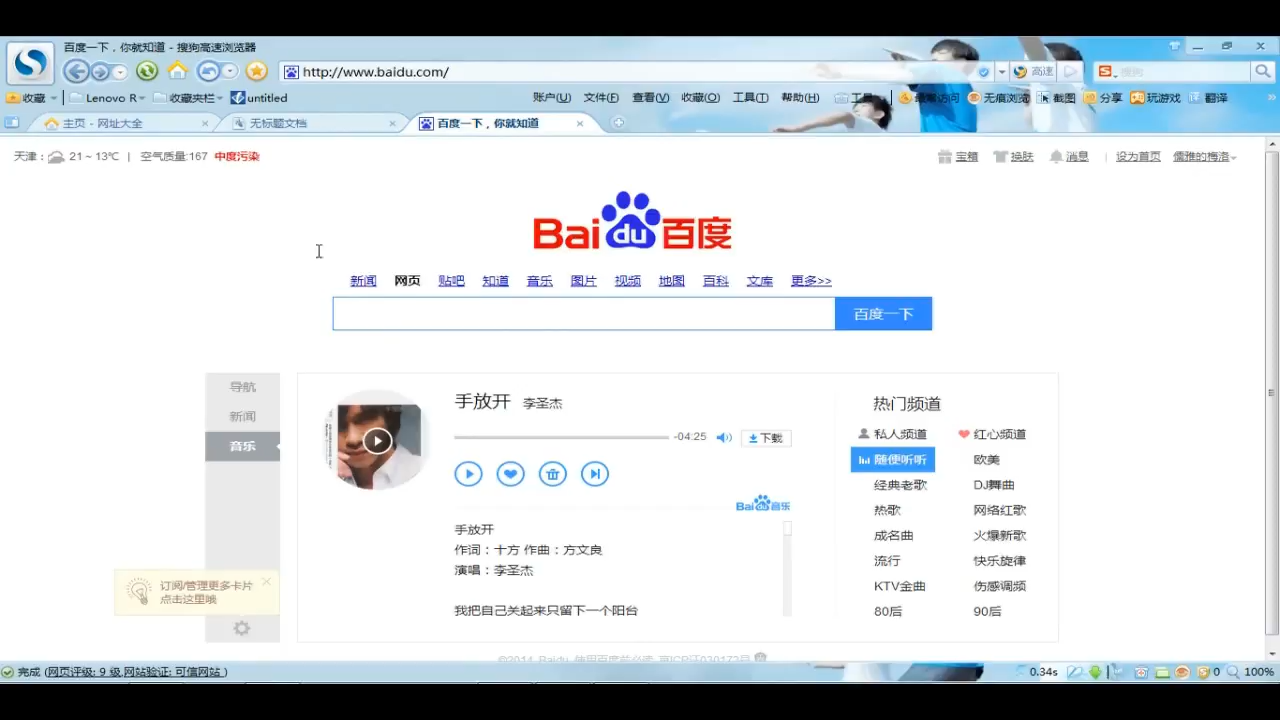 百度一下，你就知道 - 搜狗高速浏览器
http://www.baidu.com/
高速
搜狗
收藏 Lenovo R 收藏夹栏 untitled
账户(U) 文件(F) 查看(V) 收藏(O) 工具(T) 帮助(H)
无痕浏览 截图 分享 玩游戏 翻译
主页 - 网址大全 无标题文档 百度一下，你就知道
天津： 21 ~ 13℃ | 空气质量:167 中度污染
宝箱 换肤 消息 | 设为首页 儒雅的梅洛
Bai du 百度
新闻 网页 贴吧 知道 音乐 图片 视频 地图 百科 文库 更多>>
百度一下
导航
新闻
音乐
手放开 李圣杰
-04:25 下载
Bai du 音乐
手放开
作词：十方 作曲：方文良
演唱：李圣杰
我把自己关起来只留下一个阳台
热门频道
私人频道 红心频道
随便听听 欧美
经典老歌 DJ舞曲
热歌 网络红歌
成名曲 火爆新歌
流行 快乐旋律
KTV金曲 伤感调频
80后 90后
订阅/管理更多卡片
点击这里哦
完成 (网页评级: 9 级,网站验证: 可信网站 )
0.34s 0 100%